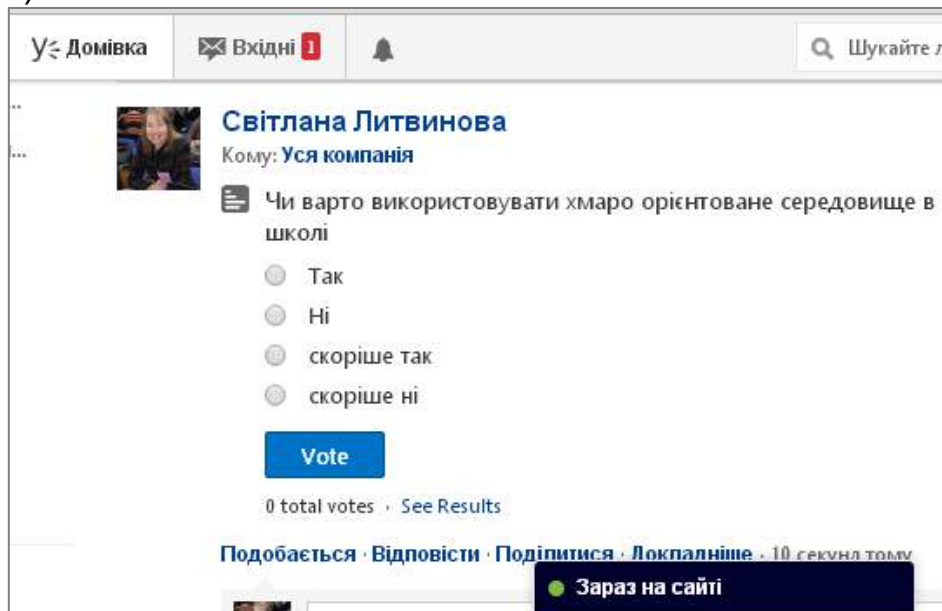 Домівка
Вхідні 1
Шукайте л
Світлана Литвинова
Кому: Уся компанія
Чи варто використовувати хмаро орієнтоване середовище в
школі
Так
Ні
скоріше так
скоріше ні
Vote
0 total votes · See Results
Подобається · Відповісти · Поділитися · Докладніше · 10 секунд тому
Зараз на сайті